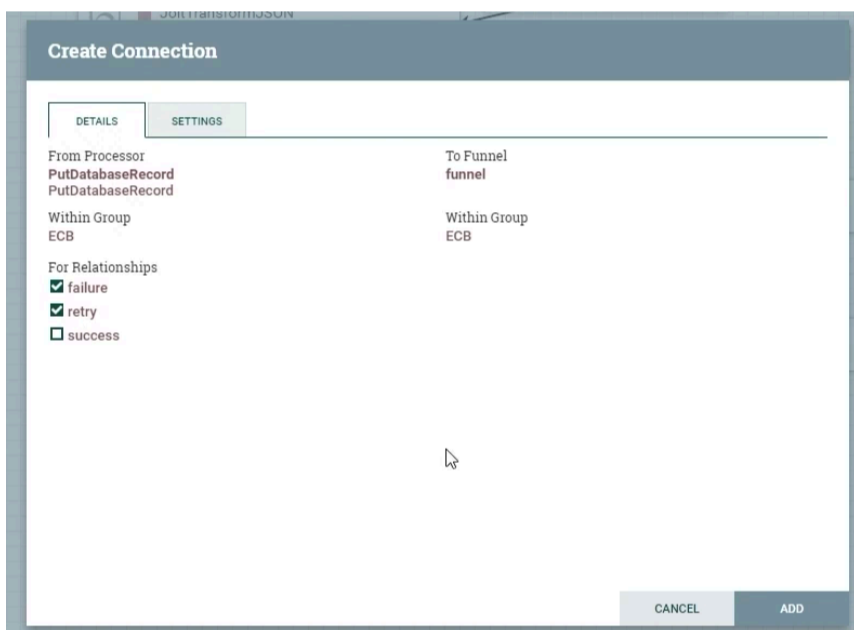 JoltTransformJSON
Create Connection
DETAILS
SETTINGS
From Processor
PutDatabaseRecord
PutDatabaseRecord
Within Group
ECB
For Relationships
failure
retry
success
To Funnel
funnel
Within Group
ECB
CANCEL
ADD